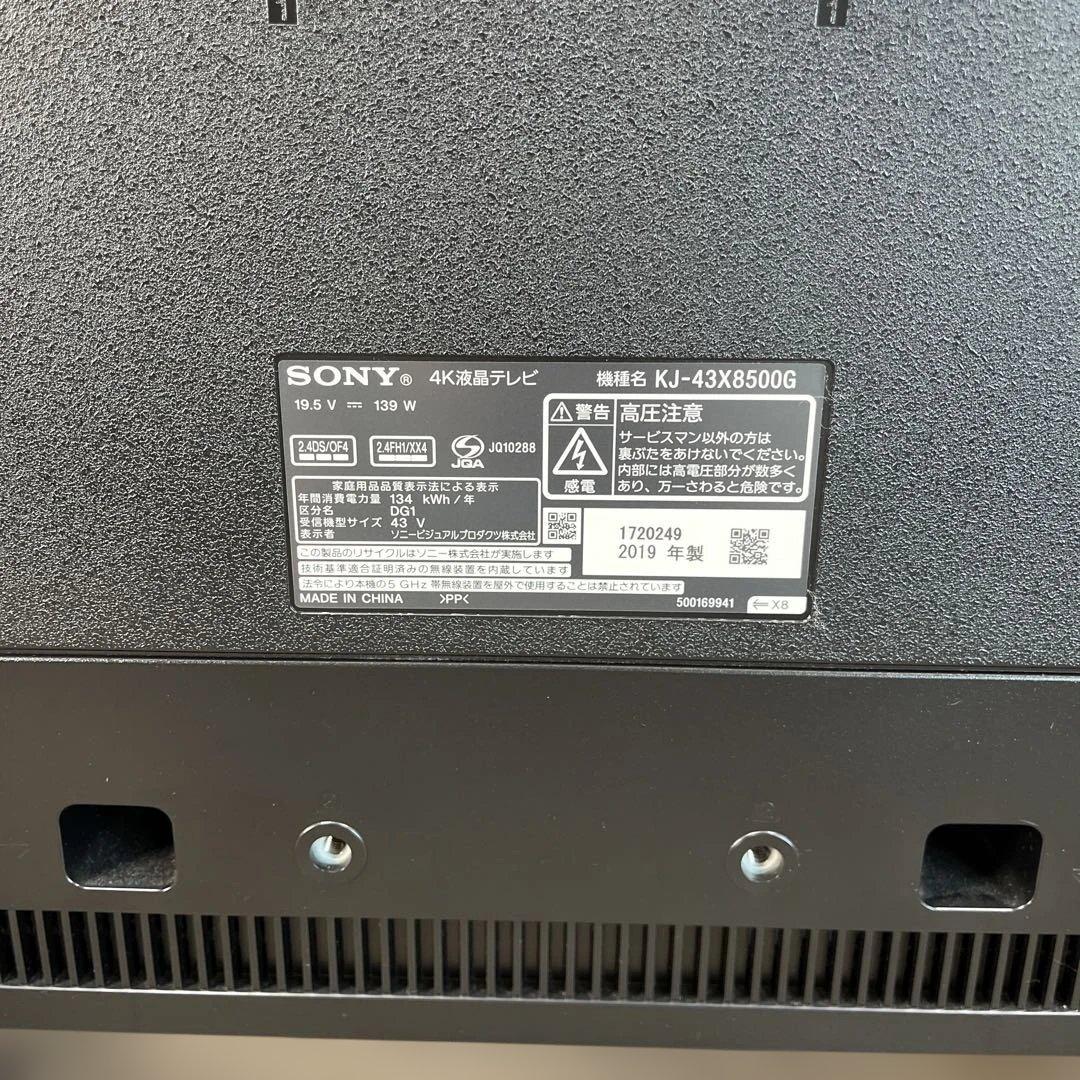 1 1
SONY® 4K液晶テレビ 機種名 KJ-43X8500G
19.5 V ⎓ 139 W
2.4DS/OF4 2.4FH1/XX4 JQA JQ10288
家庭用品品質表示法による表示
年間消費電力量 134 kWh/年
区分名 DG1
受信機型サイズ 43 V
表示者 ソニービジュアルプロダクツ株式会社
この製品のリサイクルはソニー株式会社が実施します
技術基準適合証明済みの無線装置を内蔵しています
法令により本機の5 GHz 帯無線装置を屋外で使用することは禁止されています
MADE IN CHINA >PP<
警告 高圧注意
感電
サービスマン以外の方は
裏ぶたをあけないでください。
内部には高電圧部分が数多く
あり、万一さわると危険です。
1720249
2019 年製
500169941 ⇐X8